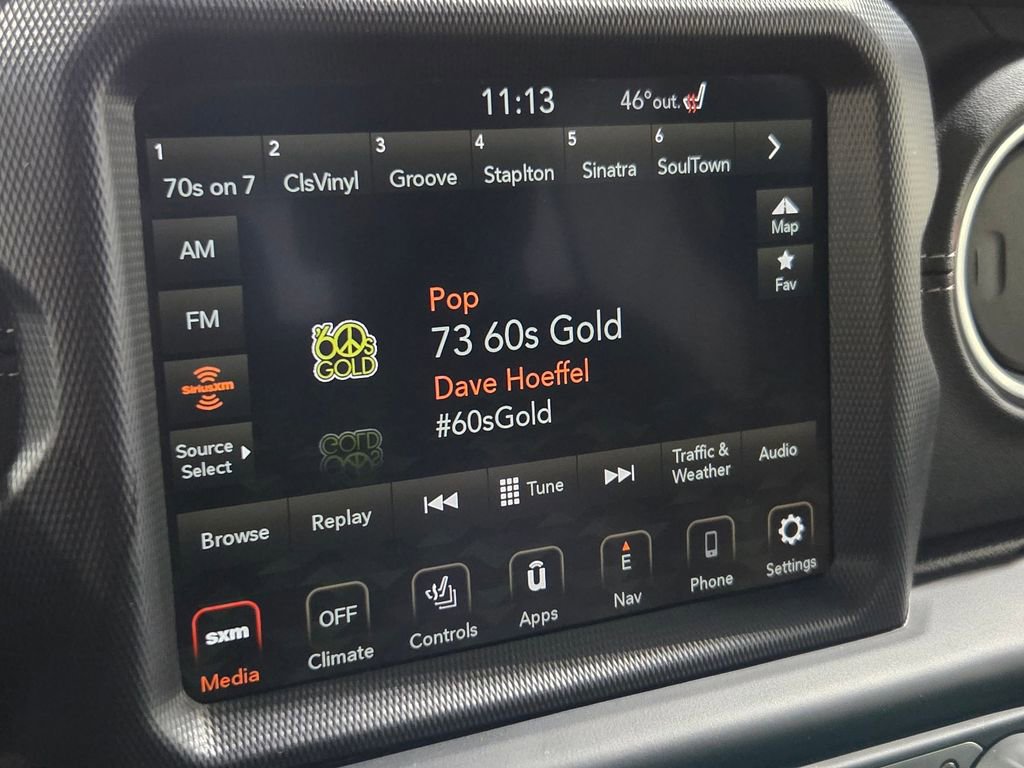 11:13
46°out.
1
2
3
4
5
6
70s on 7
ClsVinyl
Groove
Staplton
Sinatra
SoulTown
AM
Map
Fav
FM
Pop
'60s
GOLD
73 60s Gold
SiriusXM
Dave Hoeffel
#60sGold
Source
Select
Browse
Replay
Tune
Traffic &
Weather
Audio
sxm
Media
OFF
Climate
Controls
ū
Apps
E
Nav
Phone
Settings